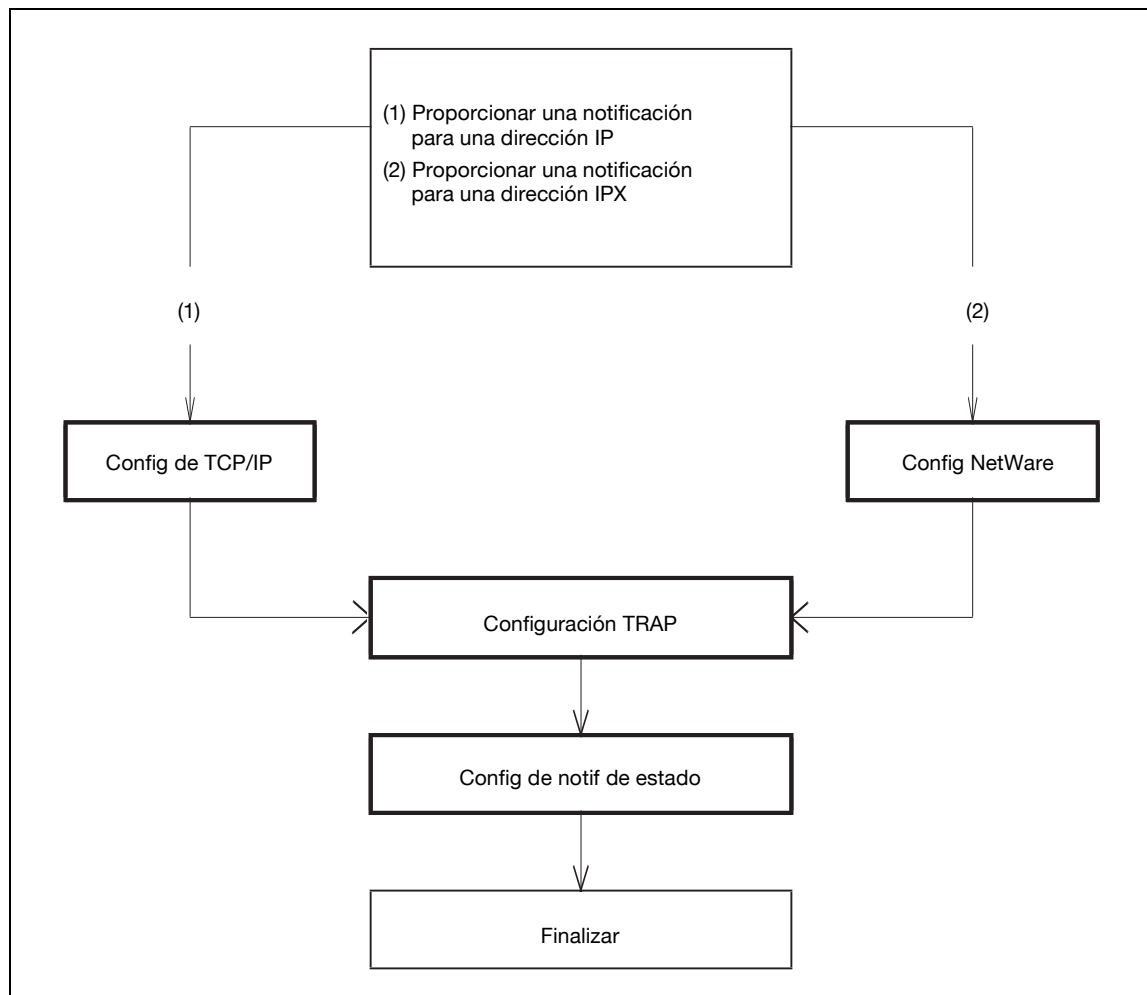 (1) Proporcionar una notificación
para una dirección IP
(2) Proporcionar una notificación
para una dirección IPX
(1)
(2)
Config de TCP/IP
Config NetWare
Configuración TRAP
Config de notif de estado
Finalizar